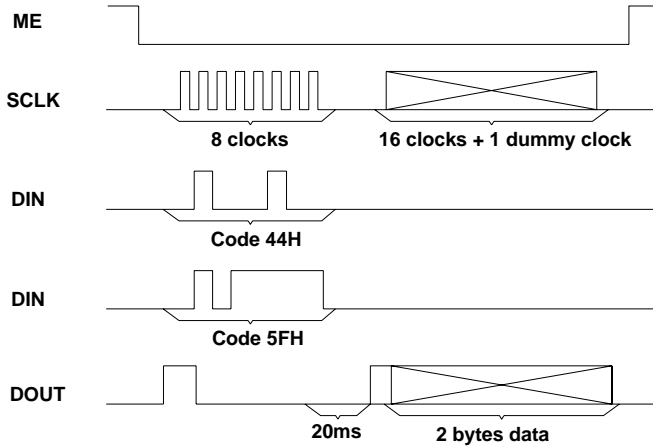 ME
SCLK
8 clocks
16 clocks + 1 dummy clock
DIN
Code 44H
DIN
Code 5FH
DOUT
20ms
2 bytes data